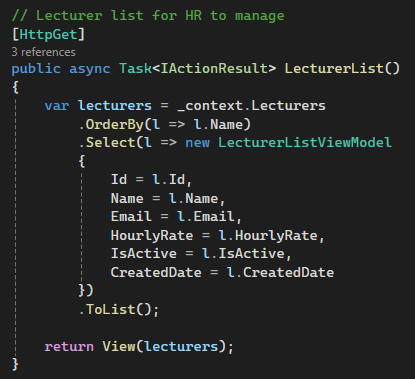 // Lecturer list for HR to manage
[HttpGet]
3 references
public async Task<IActionResult> LecturerList()
{
    var lecturers = _context.Lecturers
        .OrderBy(l => l.Name)
        .Select(l => new LecturerListViewModel
        {
            Id = l.Id,
            Name = l.Name,
            Email = l.Email,
            HourlyRate = l.HourlyRate,
            IsActive = l.IsActive,
            CreatedDate = l.CreatedDate
        })
        .ToList();

    return View(lecturers);
}